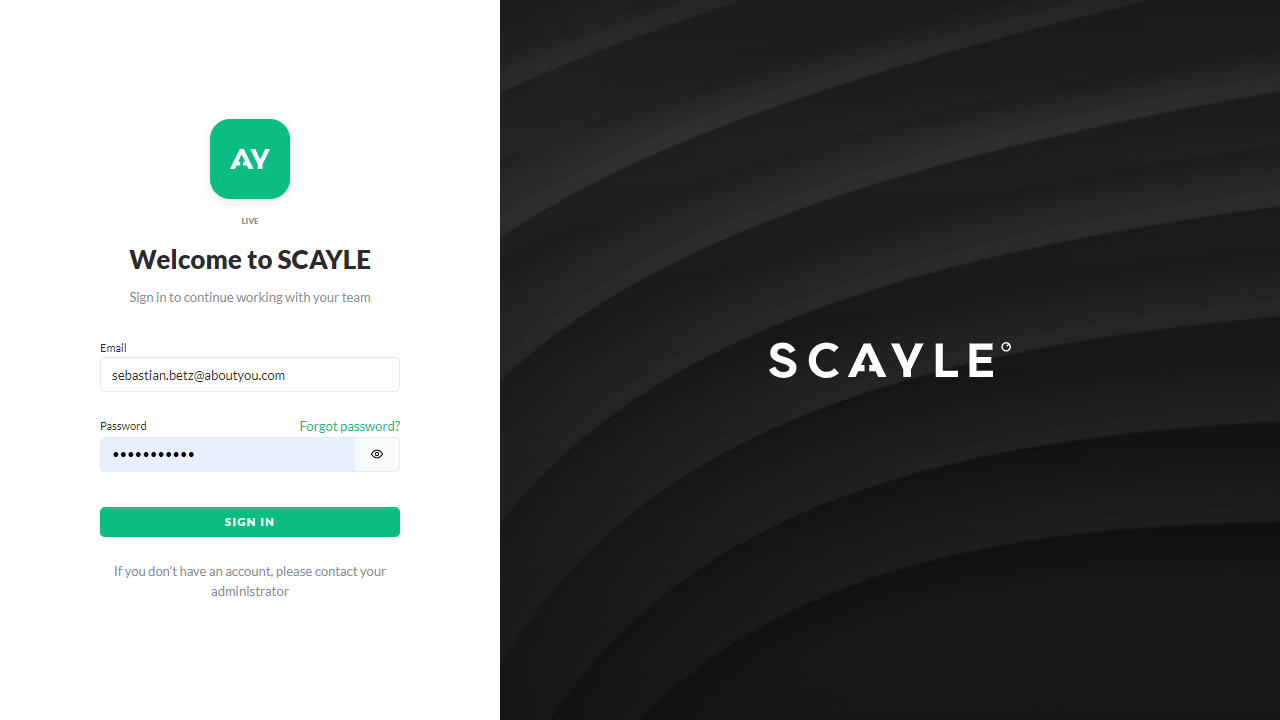 AY
LIVE
Welcome to SCAYLE
Sign in to continue working with your team
Email
sebastian.betz@aboutyou.com
Password
Forgot password?
•••••••••••
SIGN IN
If you don't have an account, please contact your
administrator
SCAYLE